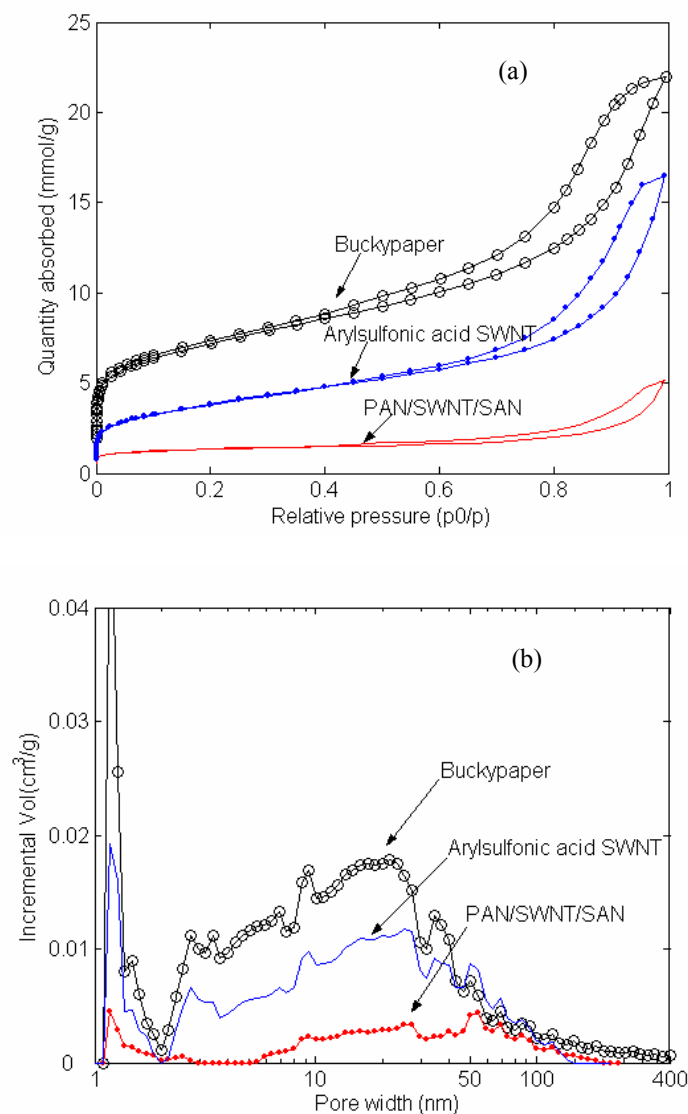 (a)
25
20
15
10
5
0
Quantity absorbed (mmol/g)
Buckypaper
Arylsulfonic acid SWNT
PAN/SWNT/SAN
0 0.2 0.4 0.6 0.8 1
Relative pressure (p0/p)
(b)
0.04
0.03
0.02
0.01
0
Incremental Vol(cm³/g)
Buckypaper
Arylsulfonic acid SWNT
PAN/SWNT/SAN
1 10 50 100 400
Pore width (nm)